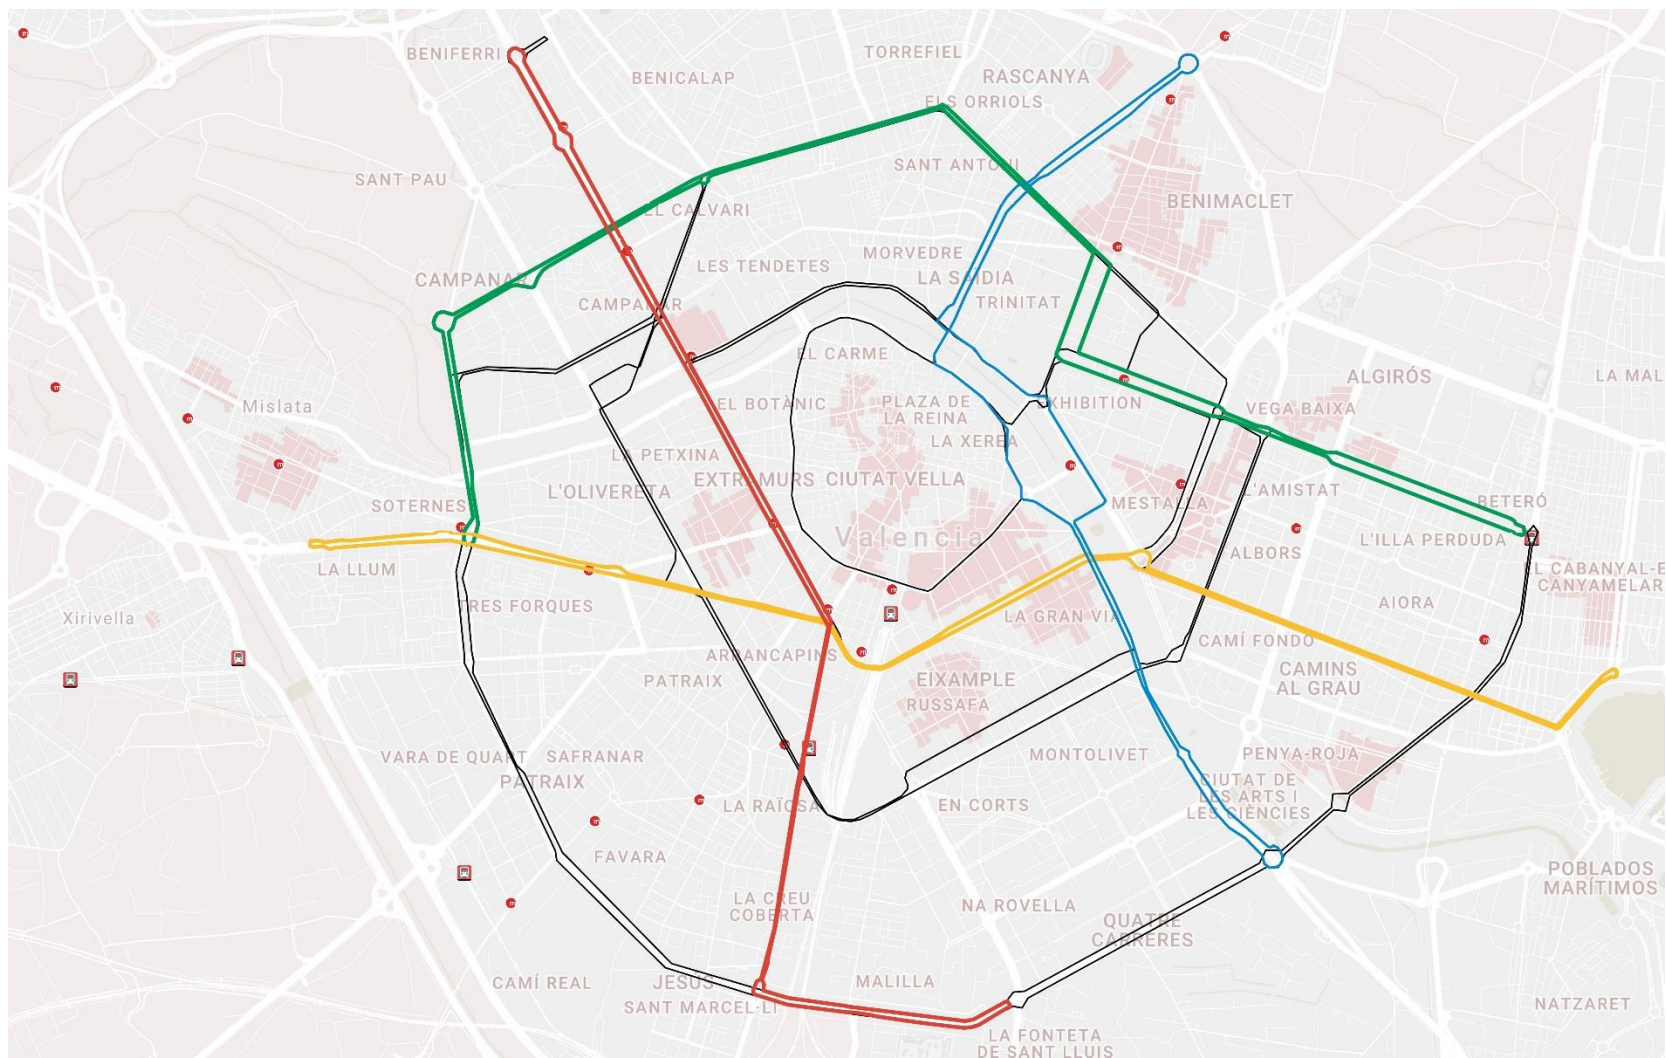 TORREFIEL
BENIFERRI
BENICALAP
RASCANYA
ELS ORRIOLS
SANT ANTONI
SANT PAU
BENIMACLET
EL CALVARI
MORVEDRE
LES TENDETES
LA SAÏDIA
CAMPANAR
CAMPANAR
TRINITAT
EL CARME
ALGIRÓS
LA MAL
Mislata
EL BOTÀNIC
PLAZA DE
LA REINA
EXHIBITION
VEGA BAIXA
LA XEREA
LA PETXINA
EXTRAMURS
CIUTAT VELLA
L'OLIVERETA
L'AMISTAT
SOTERNES
MESTALLA
BETERÓ
Valencia
L'ILLA PERDUDA
ALBORS
LA LLUM
EL CABANYAL-E
CANYAMELAR
TRES FORQUES
AIORA
Xirivella
LA GRAN VIA
CAMÍ FONDO
ARRANCAPINS
CAMINS
AL GRAU
PATRAIX
EIXAMPLE
RUSSAFA
VARA DE QUART
SAFRANAR
MONTOLIVET
PENYA-ROJA
PATRAIX
CIUTAT DE
LES ARTS I
LES CIÈNCIES
LA RAÏOSA
EN CORTS
FAVARA
POBLADOS
MARÍTIMOS
LA CREU
COBERTA
NA ROVELLA
QUATRE
CARRERES
CAMÍ REAL
JESÚS
MALILLA
SANT MARCEL·LÍ
NATZARET
LA FONTETA
DE SANT LLUIS